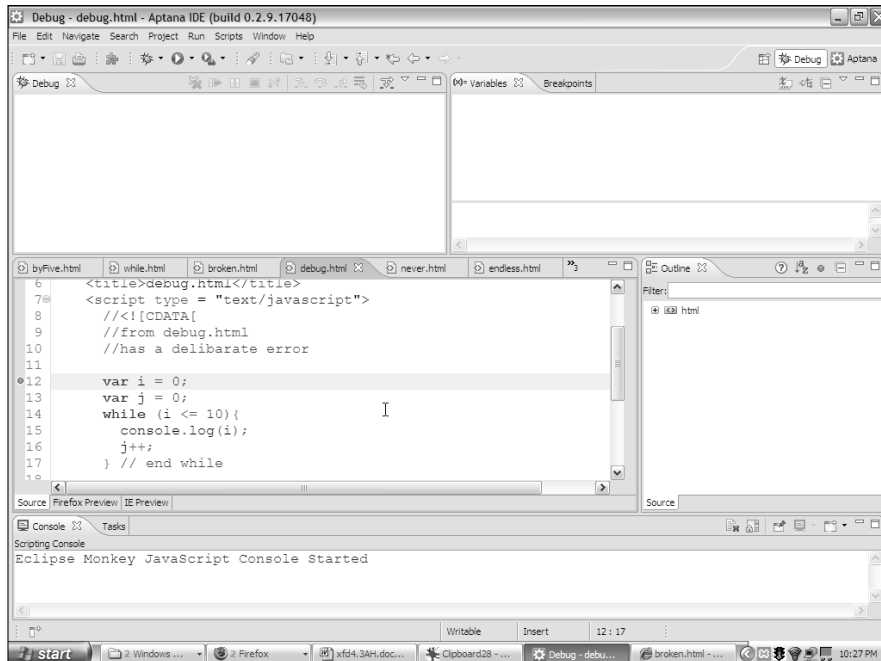 Debug - debug.html - Aptana IDE (build 0.2.9.17048)
File Edit Navigate Search Project Run Scripts Window Help
Debug Aptana
Debug
(x)= Variables Breakpoints
byFive.html while.html broken.html debug.html never.html endless.html »3
Outline
Filter:
html
6 <title>debug.html</title>
7 <script type = "text/javascript">
8 //<![CDATA[
9 //from debug.html
10 //has a delibarate error
11
12 var i = 0;
13 var j = 0;
14 while (i <= 10){
15 console.log(i);
16 j++;
17 } // end while
18
Source Firefox Preview IE Preview
Source
Console Tasks
Scripting Console
Eclipse Monkey JavaScript Console Started
Writable Insert 12 : 17
start 2 Windows ... 2 Firefox xfd4.3AH.doc... Clipboard28 - ... Debug - debu... broken.html - ... 10:27 PM